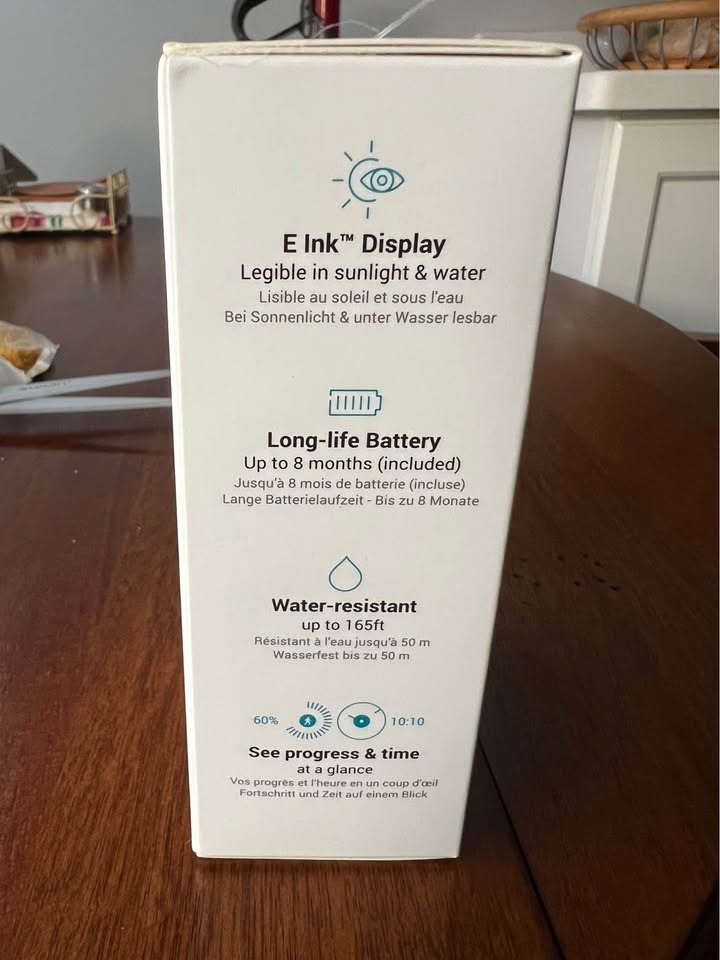 E Ink™ Display
Legible in sunlight & water
Lisible au soleil et sous l'eau
Bei Sonnenlicht & unter Wasser lesbar
Long-life Battery
Up to 8 months (included)
Jusqu'à 8 mois de batterie (incluse)
Lange Batterielaufzeit - Bis zu 8 Monate
Water-resistant
up to 165ft
Résistant à l'eau jusqu'à 50 m
Wasserfest bis zu 50 m
60% 10:10
See progress & time
at a glance
Vos progrès et l'heure en un coup d'œil
Fortschritt und Zeit auf einem Blick